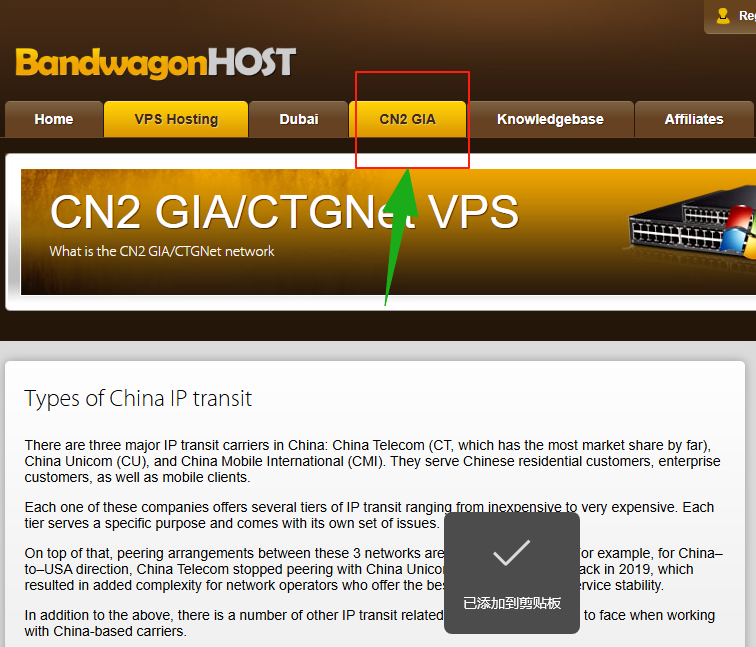 Reg
BandwagonHOST
Home VPS Hosting Dubai CN2 GIA Knowledgebase Affiliates
CN2 GIA/CTGNet VPS
What is the CN2 GIA/CTGNet network
Types of China IP transit
There are three major IP transit carriers in China: China Telecom (CT, which has the most market share by far),
China Unicom (CU), and China Mobile International (CMI). They serve Chinese residential customers, enterprise
customers, as well as mobile clients.
Each one of these companies offers several tiers of IP transit ranging from inexpensive to very expensive. Each
tier serves a specific purpose and comes with its own set of issues.
On top of that, peering arrangements between these 3 networks are or example, for China–
to–USA direction, China Telecom stopped peering with China Unico ack in 2019, which
resulted in added complexity for network operators who offer the bes ervice stability.
In addition to the above, there is a number of other IP transit related to face when working
with China-based carriers.
已添加到剪贴板